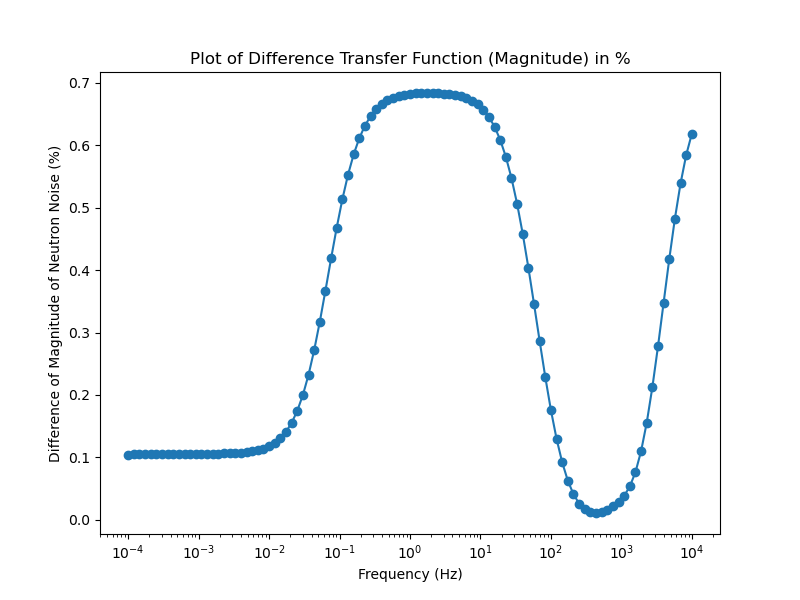 Plot of Difference Transfer Function (Magnitude) in %
Difference of Magnitude of Neutron Noise (%)
0.7
0.6
0.5
0.4
0.3
0.2
0.1
0.0
10⁻⁴ 10⁻³ 10⁻² 10⁻¹ 10⁰ 10¹ 10² 10³ 10⁴
Frequency (Hz)